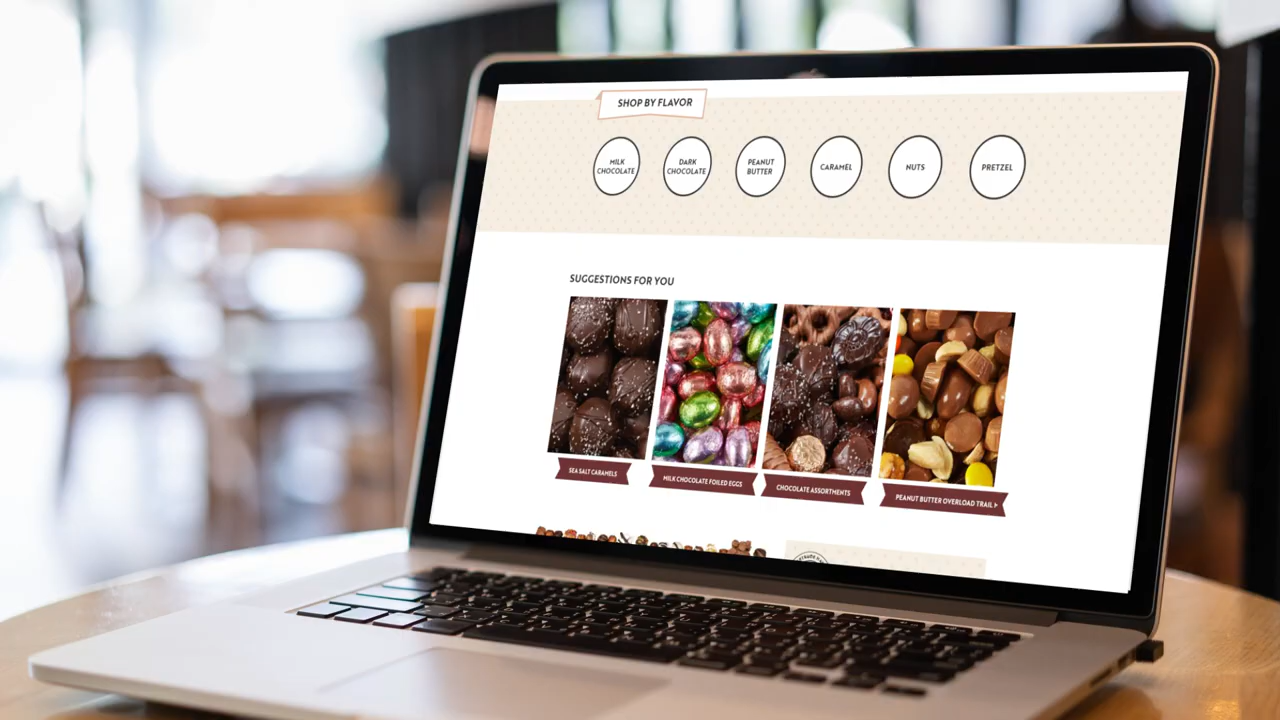 SHOP BY FLAVOR
MILK
CHOCOLATE
DARK
CHOCOLATE
PEANUT
BUTTER
CARAMEL
NUTS
PRETZEL
SUGGESTIONS FOR YOU
SEA SALT CARAMELS
MILK CHOCOLATE FOILED EGGS
CHOCOLATE ASSORTMENTS
PEANUT BUTTER OVERLOAD TRAIL